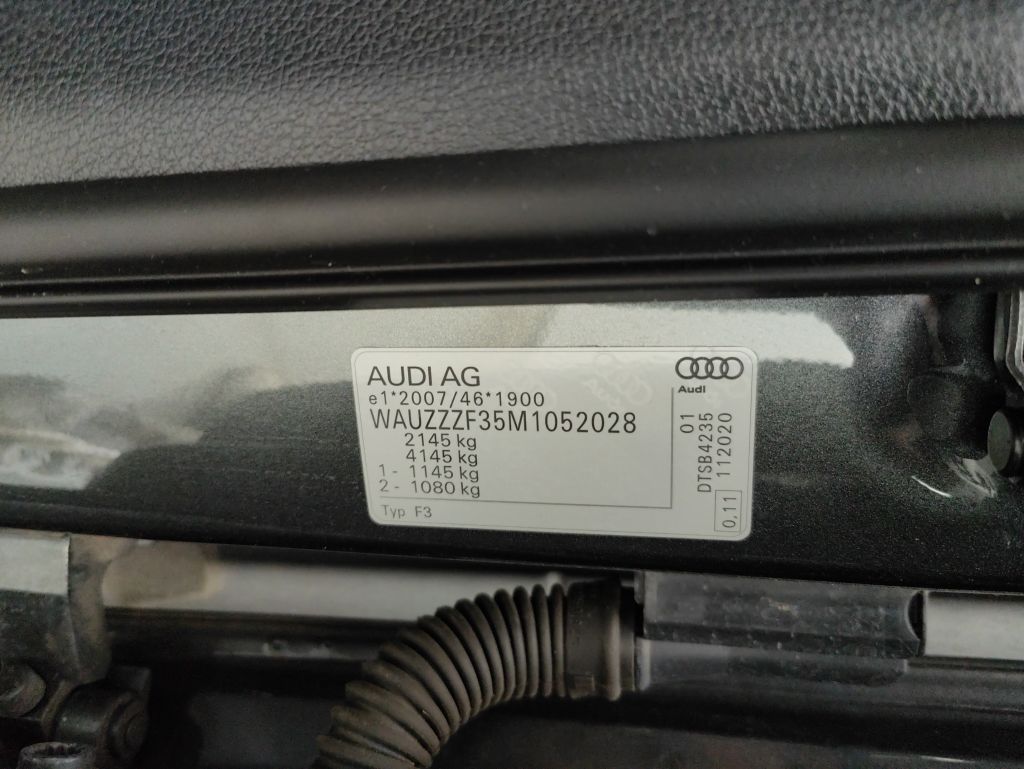 AUDI AG
e1*2007/46*1900
WAUZZZF35M1052028
2145 kg
4145 kg
1 - 1145 kg
2 - 1080 kg
Typ F3
Audi
01
DTSB4235
112020
0,11